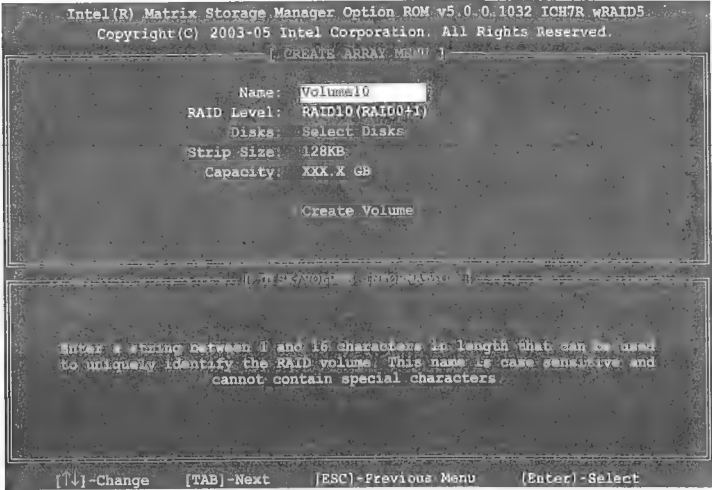 Intel(R) Matrix Storage Manager Option ROM v5.0.0.1032 ICH7R wRAID5
Copyright(C) 2003-05 Intel Corporation. All Rights Reserved.
[ CREATE ARRAY MENU ]
Name: Volume10
RAID Level: RAID10(RAID0+1)
Disks: Select Disks
Strip Size: 128KB
Capacity: XXX.X GB
Create Volume
Enter a string between 1 and 16 characters in length that can be used
to uniquely identify the RAID volume. This name is case sensitive and
cannot contain special characters
[↑↓]-Change [TAB]-Next [ESC]-Previous Menu (Enter)-Select